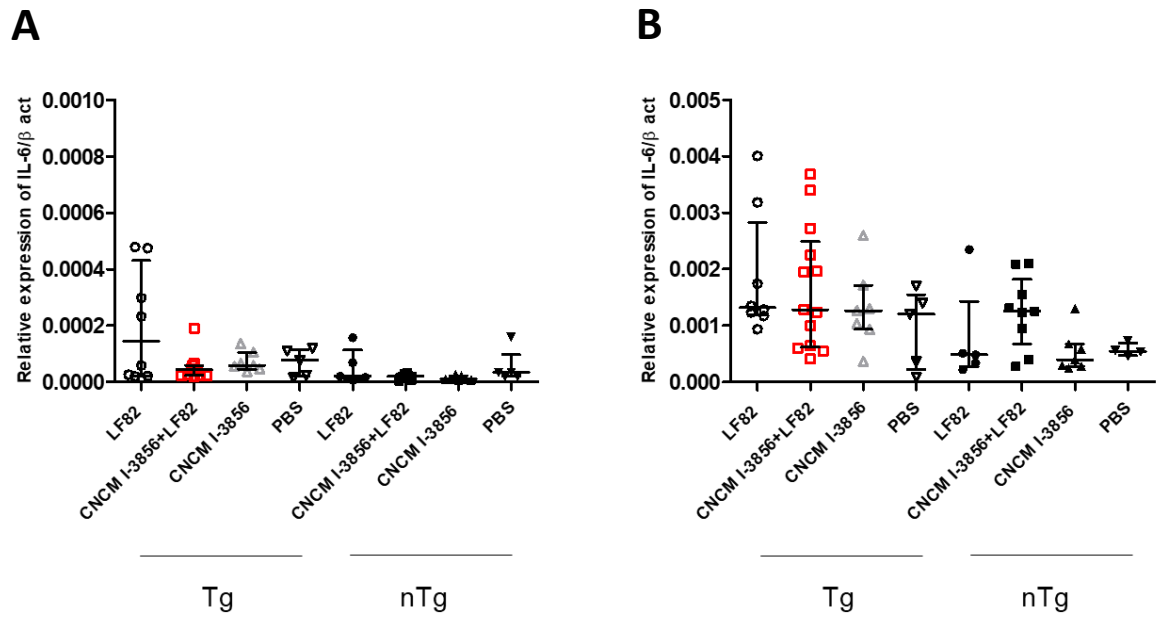 A
Relative expression of IL-6/β act
0.0010
0.0008
0.0006
0.0004
0.0002
0.0000
LF82
CNCM I-3856+LF82
CNCM I-3856
PBS
LF82
CNCM I-3856+LF82
CNCM I-3856
PBS
Tg
nTg
B
Relative expression of IL-6/β act
0.005
0.004
0.003
0.002
0.001
0.000
LF82
CNCM I-3856+LF82
CNCM I-3856
PBS
LF82
CNCM I-3856+LF82
CNCM I-3856
PBS
Tg
nTg